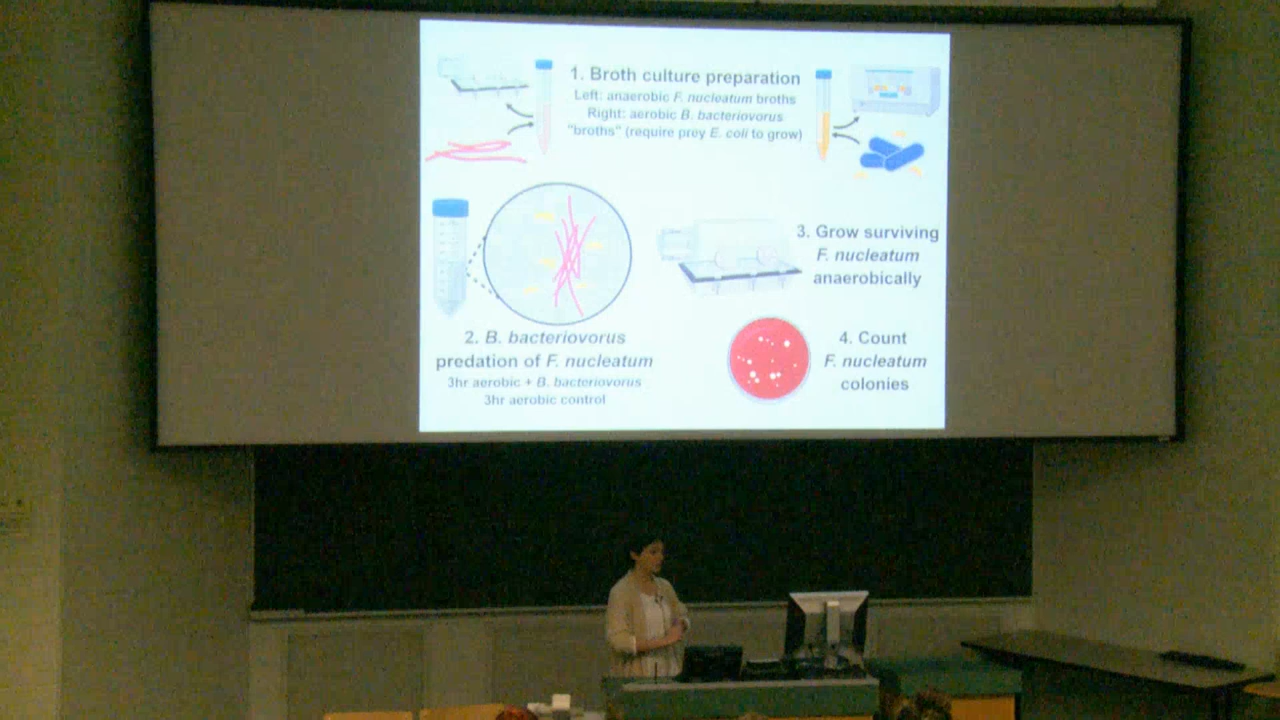 1. Broth culture preparation
Left: anaerobic F. nucleatum broths
Right: aerobic B. bacteriovorus
"broths" (require prey E. coli to grow)
2. B. bacteriovorus
predation of F. nucleatum
3hr aerobic + B. bacteriovorus
3hr aerobic control
3. Grow surviving
F. nucleatum
anaerobically
4. Count
F. nucleatum
colonies